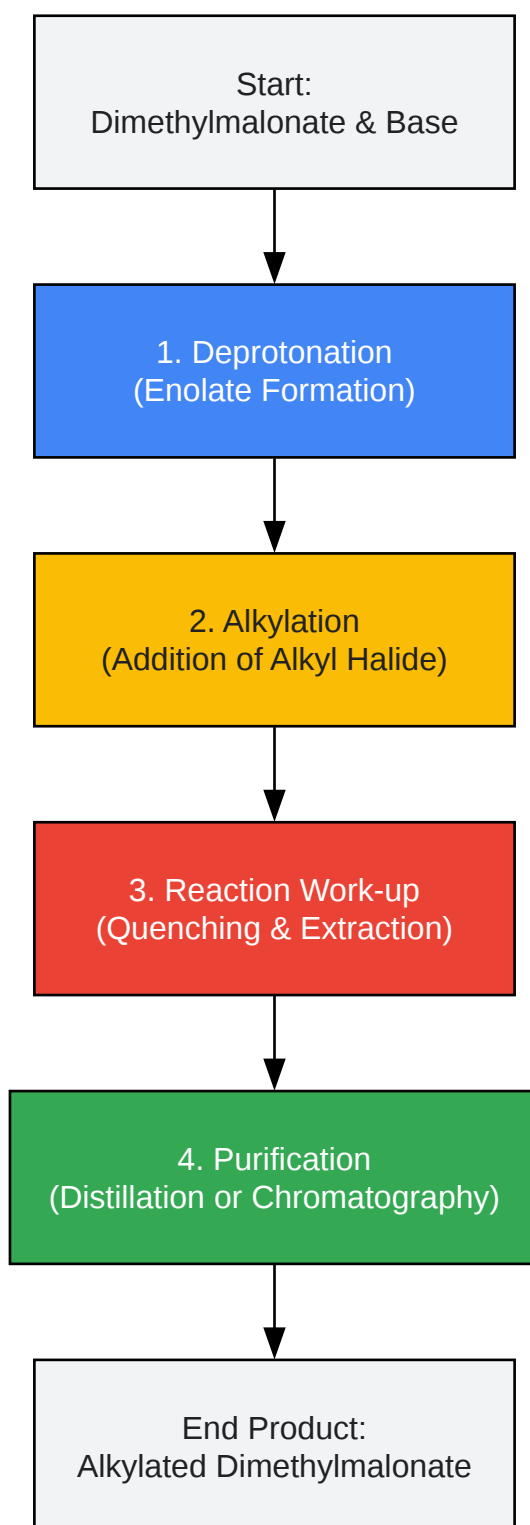 Start:
Dimethylmalonate & Base
1. Deprotonation
(Enolate Formation)
2. Alkylation
(Addition of Alkyl Halide)
3. Reaction Work-up
(Quenching & Extraction)
4. Purification
(Distillation or Chromatography)
End Product:
Alkylated Dimethylmalonate